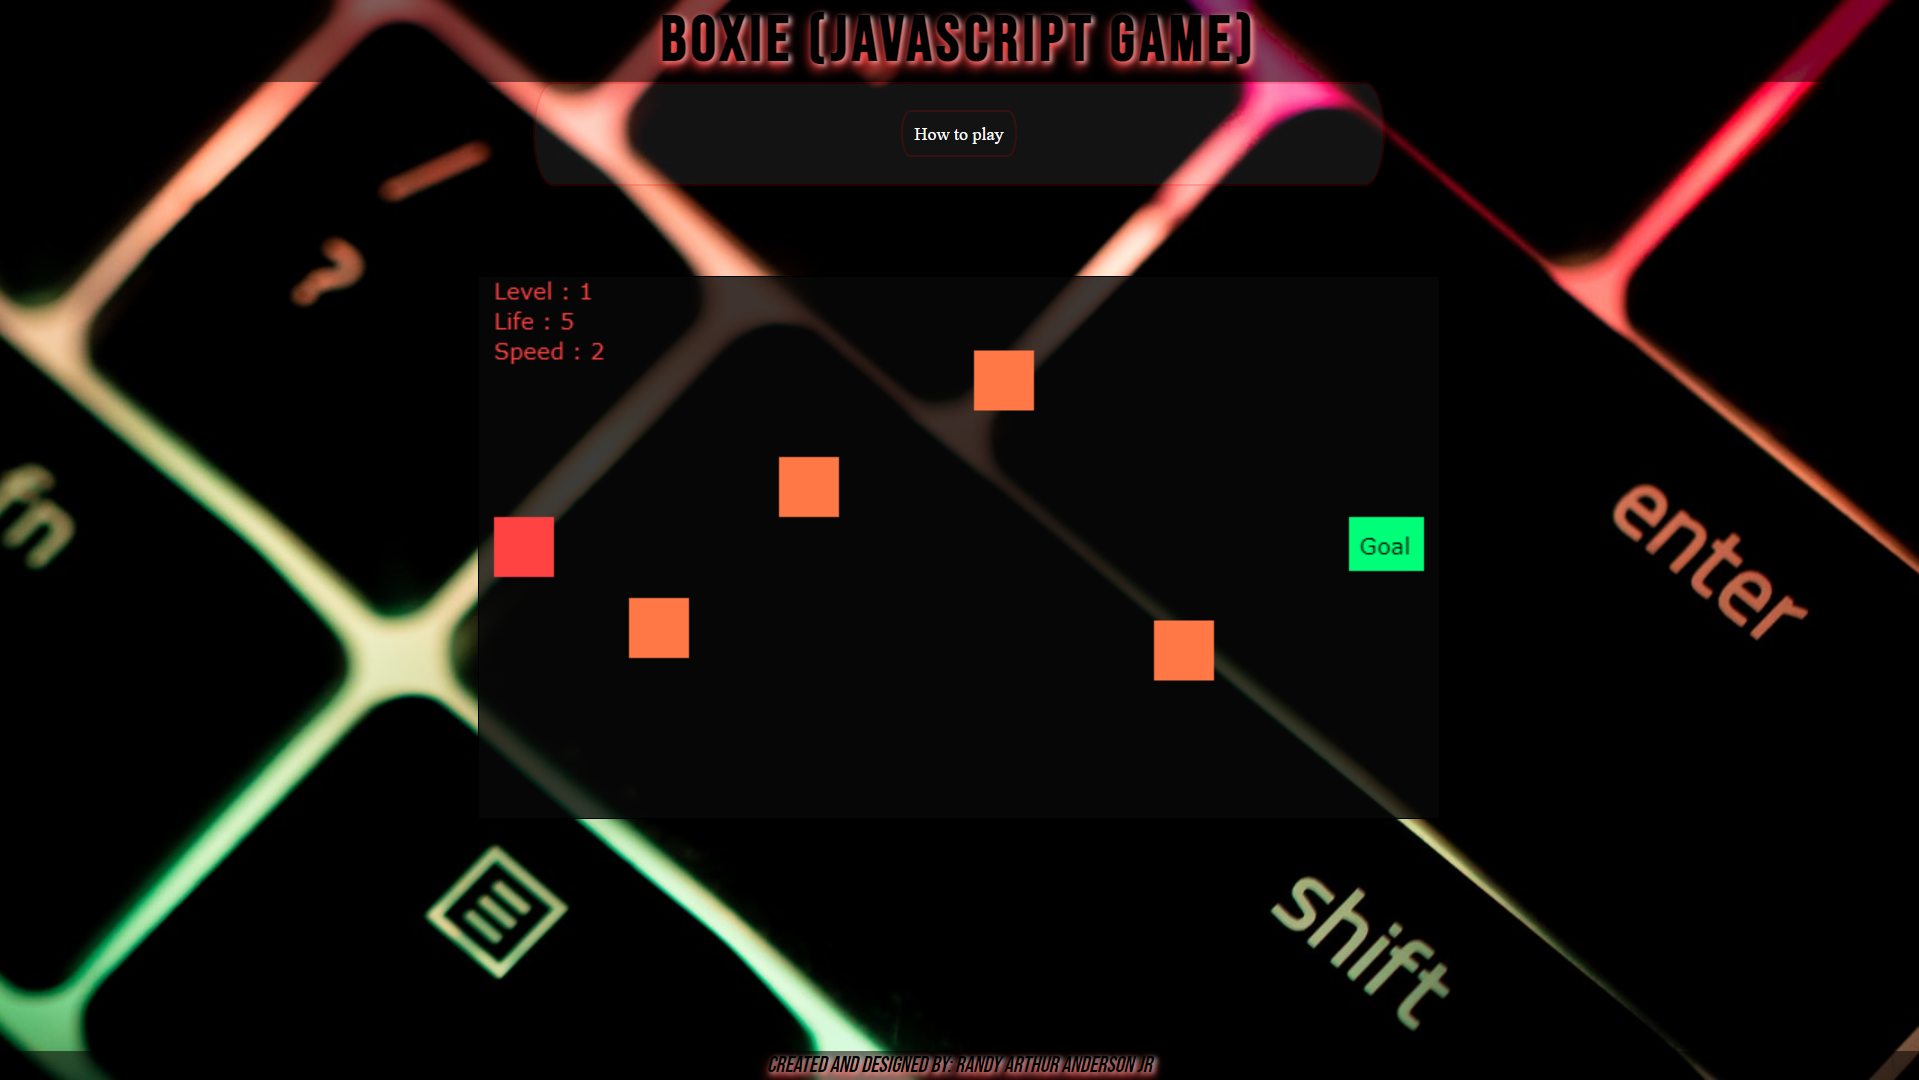 BOXIE (JAVASCRIPT GAME)
How to play
Level : 1
Life : 5
Speed : 2
?
/
fn
Goal
enter
shift
CREATED AND DESIGNED BY: RANDY ARTHUR ANDERSON JR